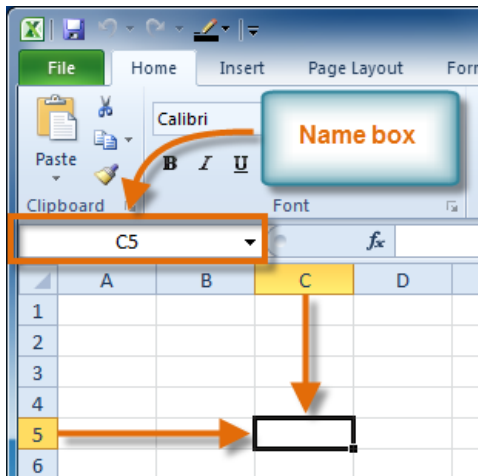 File Home Insert Page Layout
Calibri
Name box
Paste
B I U
Clipboard Font
C5 fx
A B C D
1
2
3
4
5
6